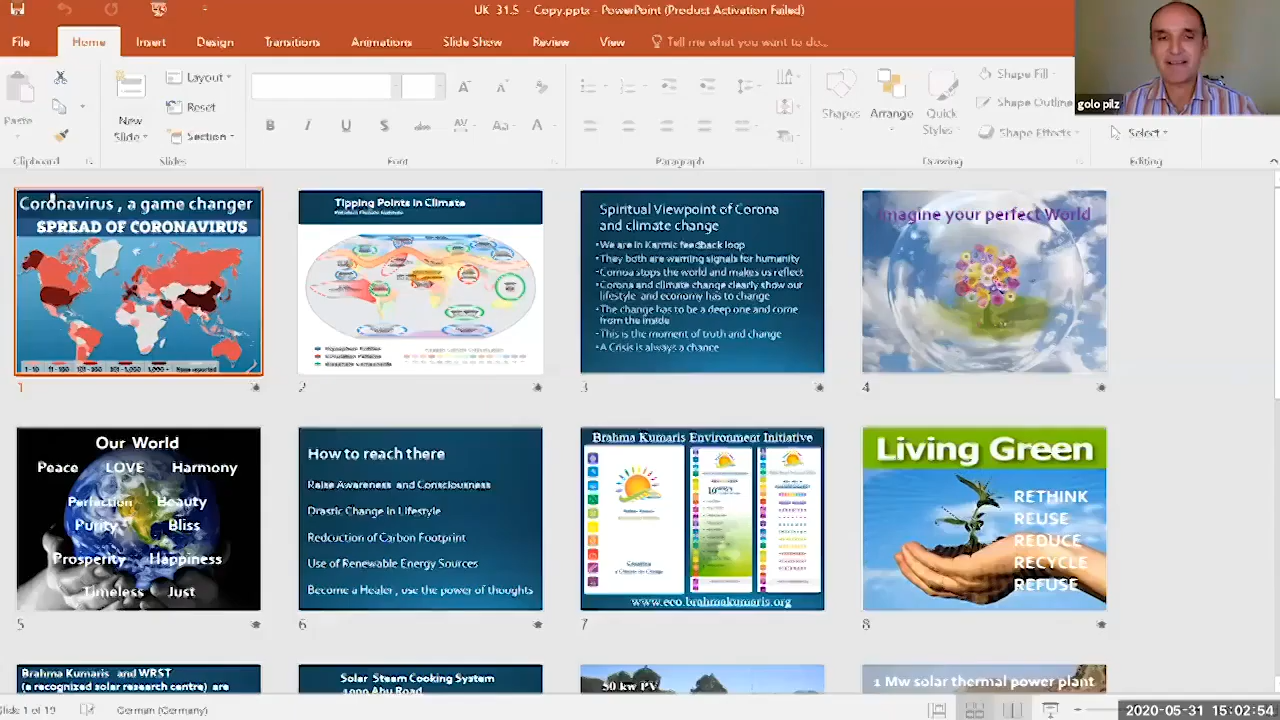 UK 31.5 - Copy.pptx - PowerPoint (Product Activation Failed)
File Home Insert Design Transitions Animations Slide Show Review View Tell me what you want to do...
golo pilz
Paste
New
Slide
Layout
Reset
Section
B I U S
Aa A
Shapes Arrange Quick
Styles
Shape Fill
Shape Outline
Shape Effects
Select
Clipboard Slides Font Paragraph Drawing Editing
Coronavirus , a game changer
SPREAD OF CORONAVIRUS
1
Tipping Points in Climate
2
Spiritual Viewpoint of Corona
and climate change
We are in Karmic feedback loop
They both are warning signals for humanity
Cornoa stops the world and makes us reflect
Corona and climate change clearly show our
lifestyle and economy has to change
The change has to be a deep one and come
from the inside
This is the moment of truth and change
A Crisis is always a chance
3
Imagine your perfect World
4
Our World
Peace LOVE Harmony
Beauty
Purity Bliss
Prosperity Happiness
Timeless Just
5
How to reach there
Raise Awareness and Consciousness
Drastic Change in Lifestyle
Reduction of Carbon Footprint
Use of Renewable Energy Sources
Become a Healer , use the power of thoughts
6
Brahma Kumaris Environment Initiative
www.eco.brahmakumaris.org
7
Living Green
RETHINK
REUSE
REDUCE
RECYCLE
REFUSE
8
Brahma Kumaris and WRST
(a recognized solar research centre) are
Solar Steam Cooking System
Abu Road
50 kw PV
1 Mw solar thermal power plant
Slide 1 of 19
German (Germany)
2020-05-31 15:02:54